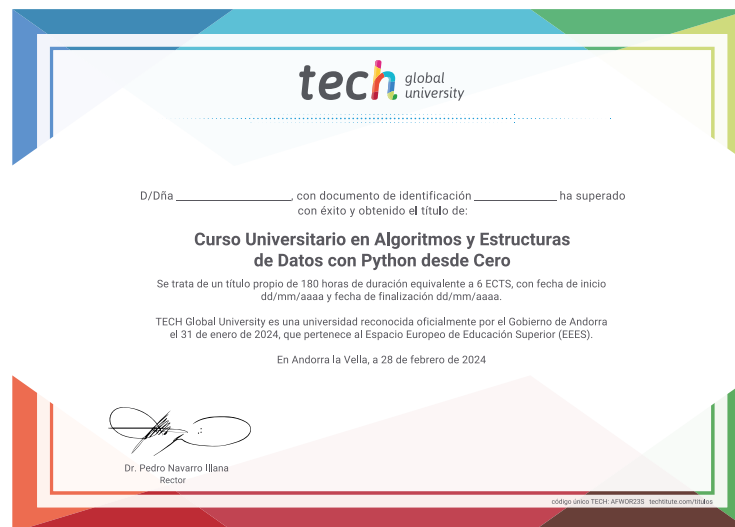 tech global
university
D/Dña ______________, con documento de identificación __________ ha superado
con éxito y obtenido el título de:
Curso Universitario en Algoritmos y Estructuras
de Datos con Python desde Cero
Se trata de un título propio de 180 horas de duración equivalente a 6 ECTS, con fecha de inicio
dd/mm/aaaa y fecha de finalización dd/mm/aaaa.
TECH Global University es una universidad reconocida oficialmente por el Gobierno de Andorra
el 31 de enero de 2024, que pertenece al Espacio Europeo de Educación Superior (EEES).
En Andorra la Vella, a 28 de febrero de 2024
Dr. Pedro Navarro Illana
Rector
código único TECH: AFWOR23S techtitute.com/titulos